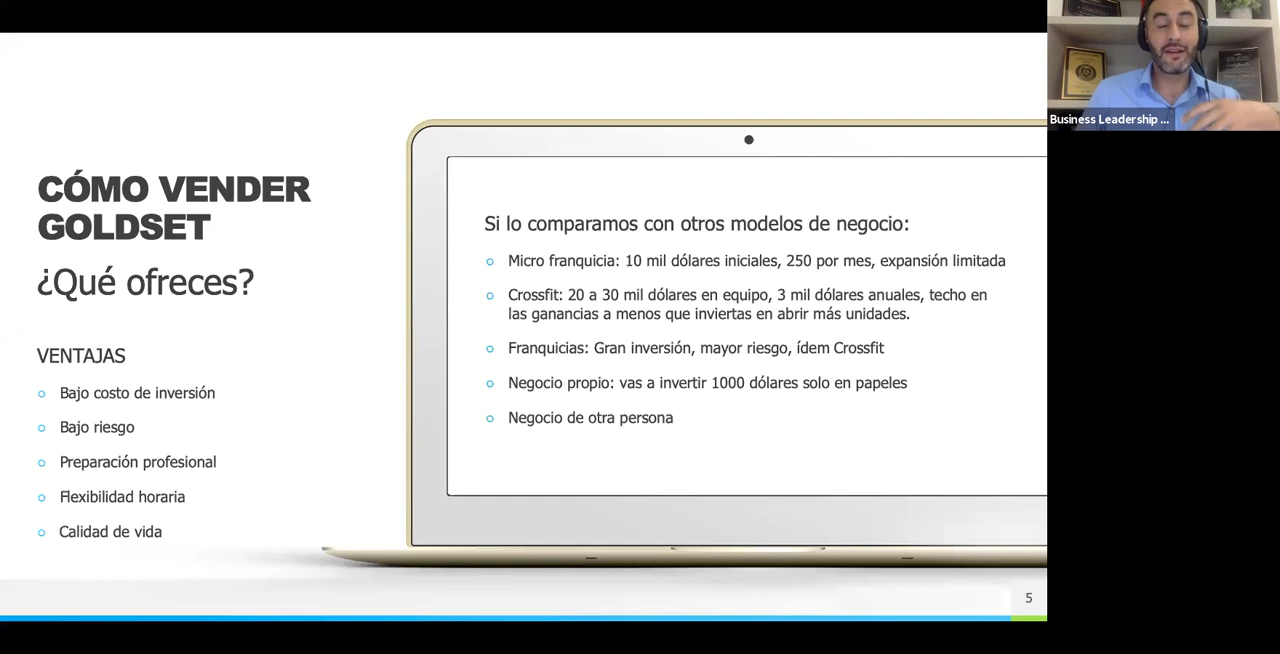 CÓMO VENDER
GOLDSET
¿Qué ofreces?
VENTAJAS
Bajo costo de inversión
Bajo riesgo
Preparación profesional
Flexibilidad horaria
Calidad de vida
Si lo comparamos con otros modelos de negocio:
Micro franquicia: 10 mil dólares iniciales, 250 por mes, expansión limitada
Crossfit: 20 a 30 mil dólares en equipo, 3 mil dólares anuales, techo en
las ganancias a menos que inviertas en abrir más unidades.
Franquicias: Gran inversión, mayor riesgo, ídem Crossfit
Negocio propio: vas a invertir 1000 dólares solo en papeles
Negocio de otra persona
5
Business Leadership ...